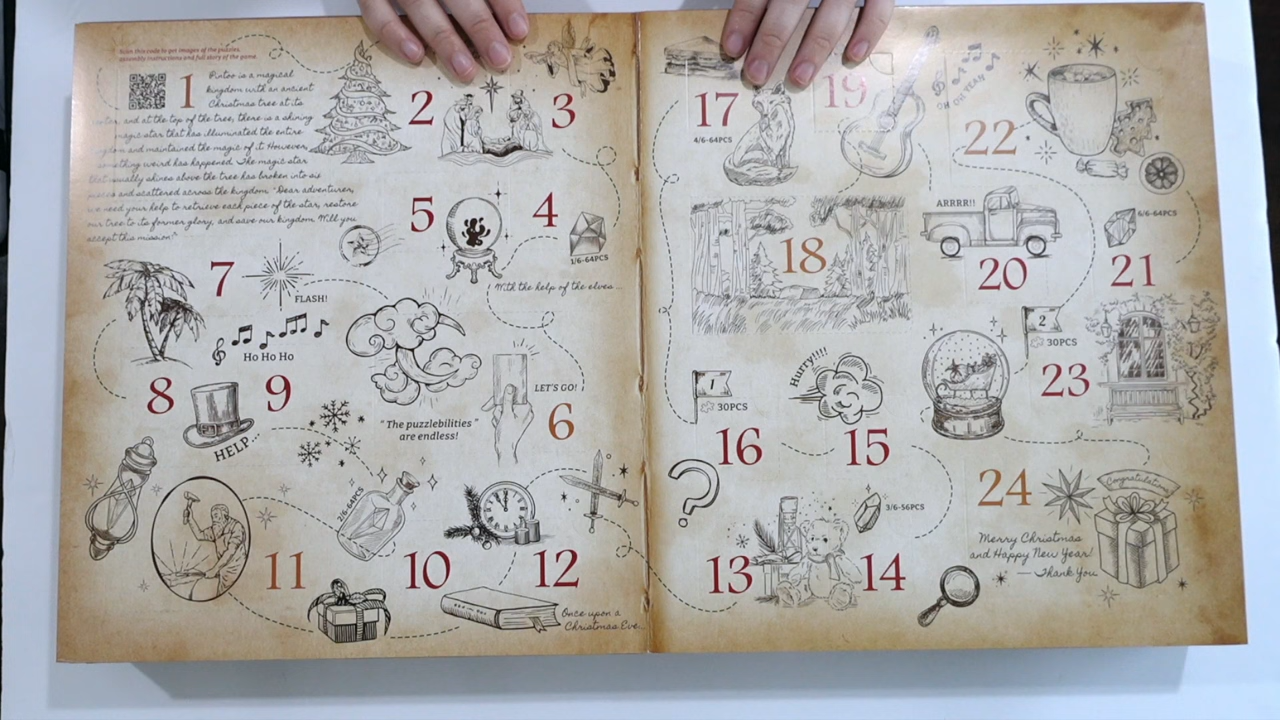 Scan this code to get images of the puzzles,
assembly instructions and full story of the game.
1
Pintoo is a magical
kingdom with an ancient
Christmas tree at its
and at the top of the tree, there is a shining
magic star that has illuminated the entire
and maintained the magic of it. However,
something weird has happened. The magic star
that usually shines above the tree has broken into six
pieces and scattered across the kingdom. "Dear adventurer,
we need your help to retrieve each piece of the star, restore
our tree to its former glory, and save our kingdom. Will you
accept this mission?"
2
3
5
4
1/6-64PCS
With the help of the elves...
7
FLASH!
Ho Ho Ho
8
9
HELP...
"The puzzlebilities"
are endless!
LET'S GO!
6
2/6-64PCS
11
10
12
Once upon a
Christmas Eve...
17
4/6-64PCS
19
OH OH! YEAH!
22
18
ARRRR!!
20
6/6-64PCS
21
1
30PCS
Hurry!!!!
2
30PCS
23
16
15
?
3/6-56PCS
13
14
24
Congratulations
Merry Christmas
and Happy New Year!
— Thank You